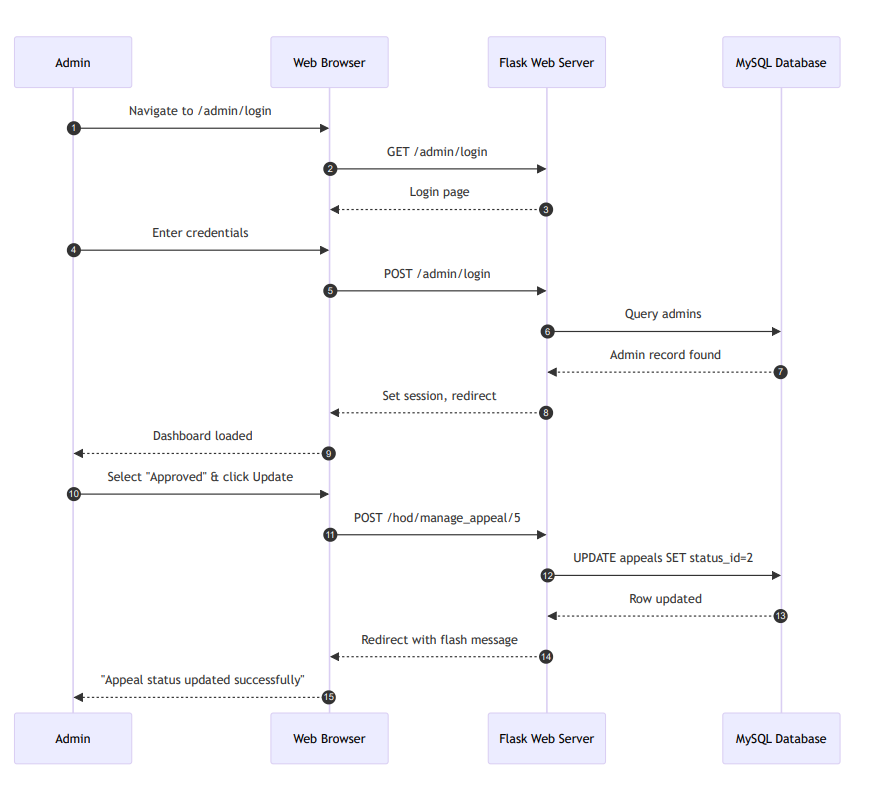 Admin
Web Browser
Flask Web Server
MySQL Database
Navigate to /admin/login
1
GET /admin/login
2
Login page
3
Enter credentials
4
POST /admin/login
5
Query admins
6
Admin record found
7
Set session, redirect
8
Dashboard loaded
9
Select "Approved" & click Update
10
POST /hod/manage_appeal/5
11
UPDATE appeals SET status_id=2
12
Row updated
13
Redirect with flash message
14
"Appeal status updated successfully"
15
Admin
Web Browser
Flask Web Server
MySQL Database